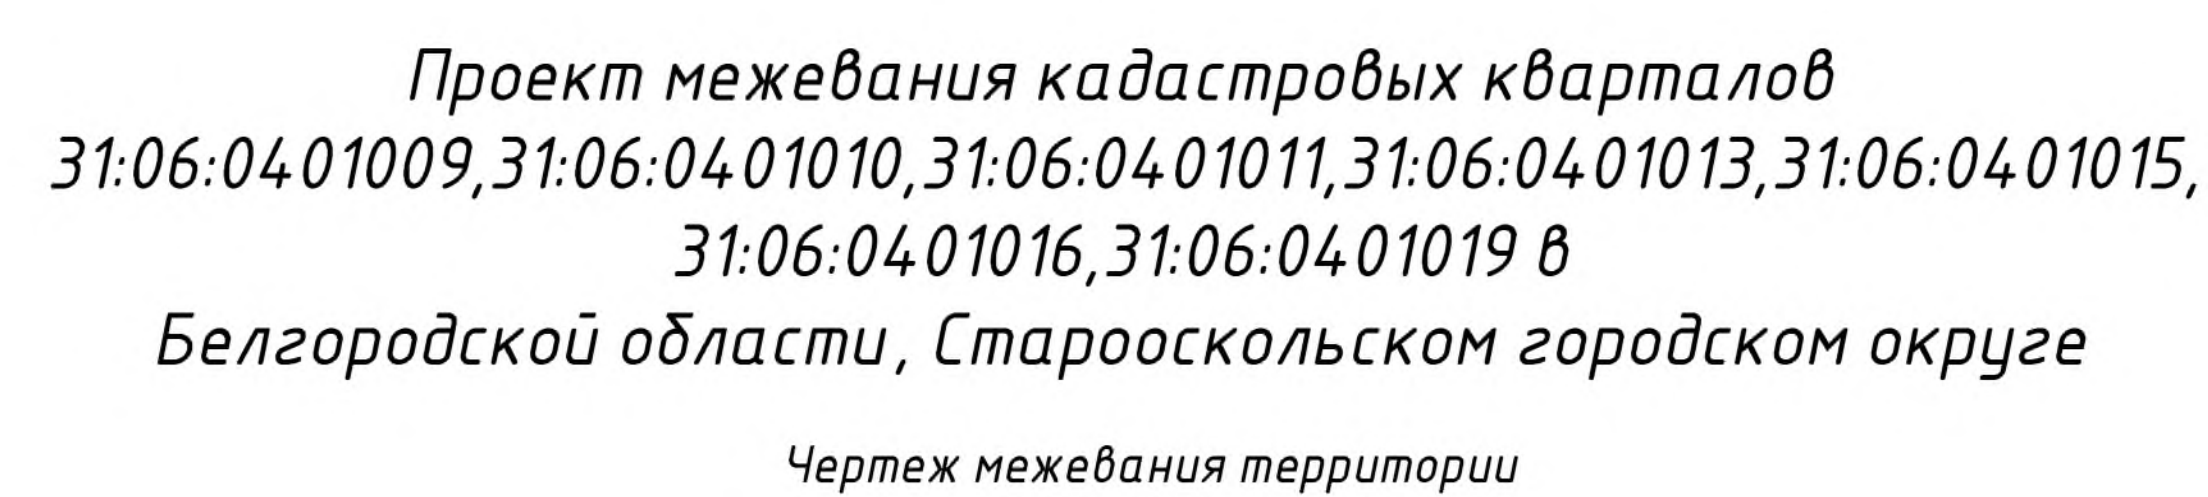 Проект межевания кадастровых кварталов
31:06:0401009,31:06:0401010,31:06:0401011,31:06:0401013,31:06:0401015,
31:06:0401016,31:06:0401019 в
Белгородской области, Старооскольском городском округе
Чертеж межевания территории